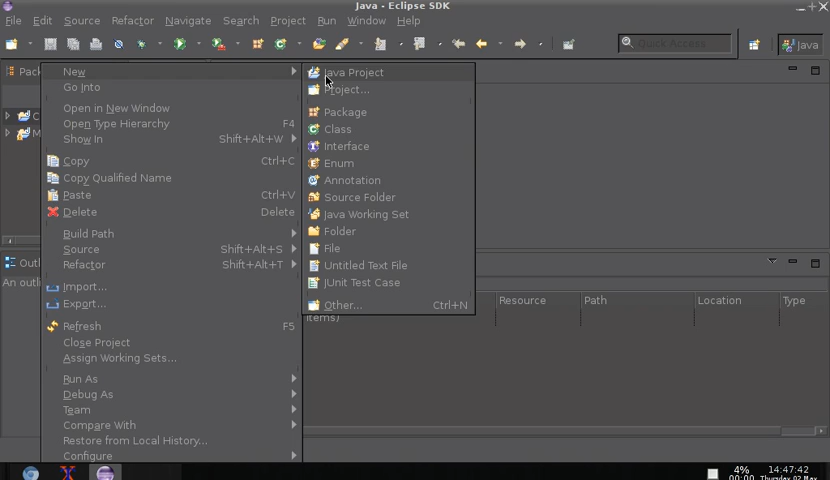 Java - Eclipse SDK
File Edit Source Refactor Navigate Search Project Run Window Help
Quick Access
Java
New
Go Into
Open in New Window
Open Type Hierarchy F4
Show In Shift+Alt+W
Copy Ctrl+C
Copy Qualified Name
Paste Ctrl+V
Delete Delete
Build Path
Source Shift+Alt+S
Refactor Shift+Alt+T
Import...
Export...
Refresh F5
Close Project
Assign Working Sets...
Run As
Debug As
Team
Compare With
Restore from Local History...
Configure
Java Project
Project...
Package
Class
Interface
Enum
Annotation
Source Folder
Java Working Set
Folder
File
Untitled Text File
JUnit Test Case
Other... Ctrl+N
items)
Resource Path Location Type
4% 14:47:42
00:00 Thursday 02 May